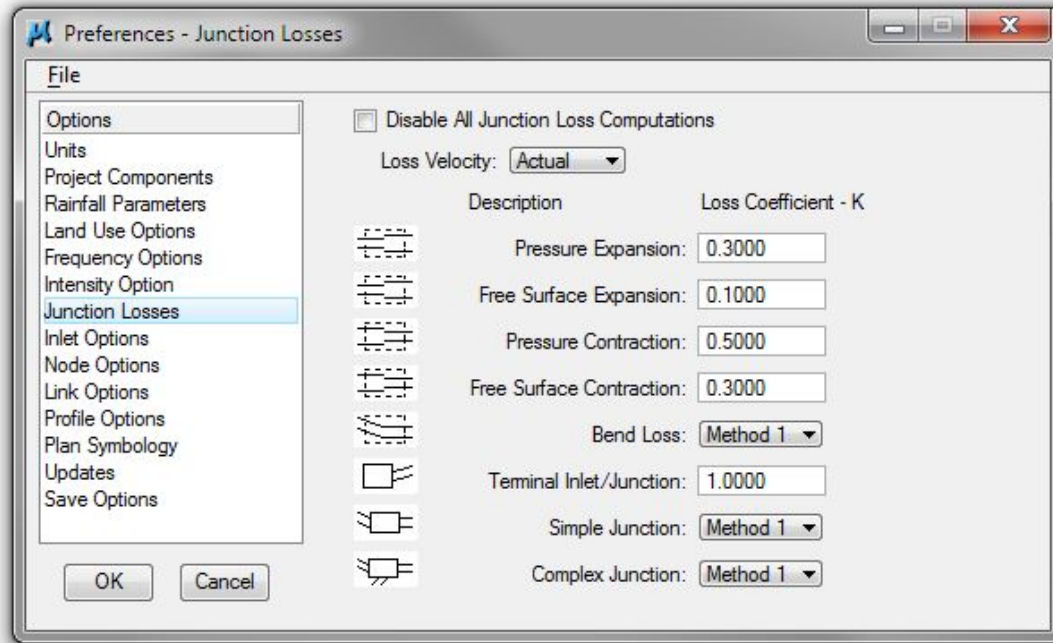 Preferences - Junction Losses
File
Options
Units
Project Components
Rainfall Parameters
Land Use Options
Frequency Options
Intensity Option
Junction Losses
Inlet Options
Node Options
Link Options
Profile Options
Plan Symbology
Updates
Save Options
OK Cancel
Disable All Junction Loss Computations
Loss Velocity: Actual
Description Loss Coefficient - K
Pressure Expansion: 0.3000
Free Surface Expansion: 0.1000
Pressure Contraction: 0.5000
Free Surface Contraction: 0.3000
Bend Loss: Method 1
Terminal Inlet/Junction: 1.0000
Simple Junction: Method 1
Complex Junction: Method 1